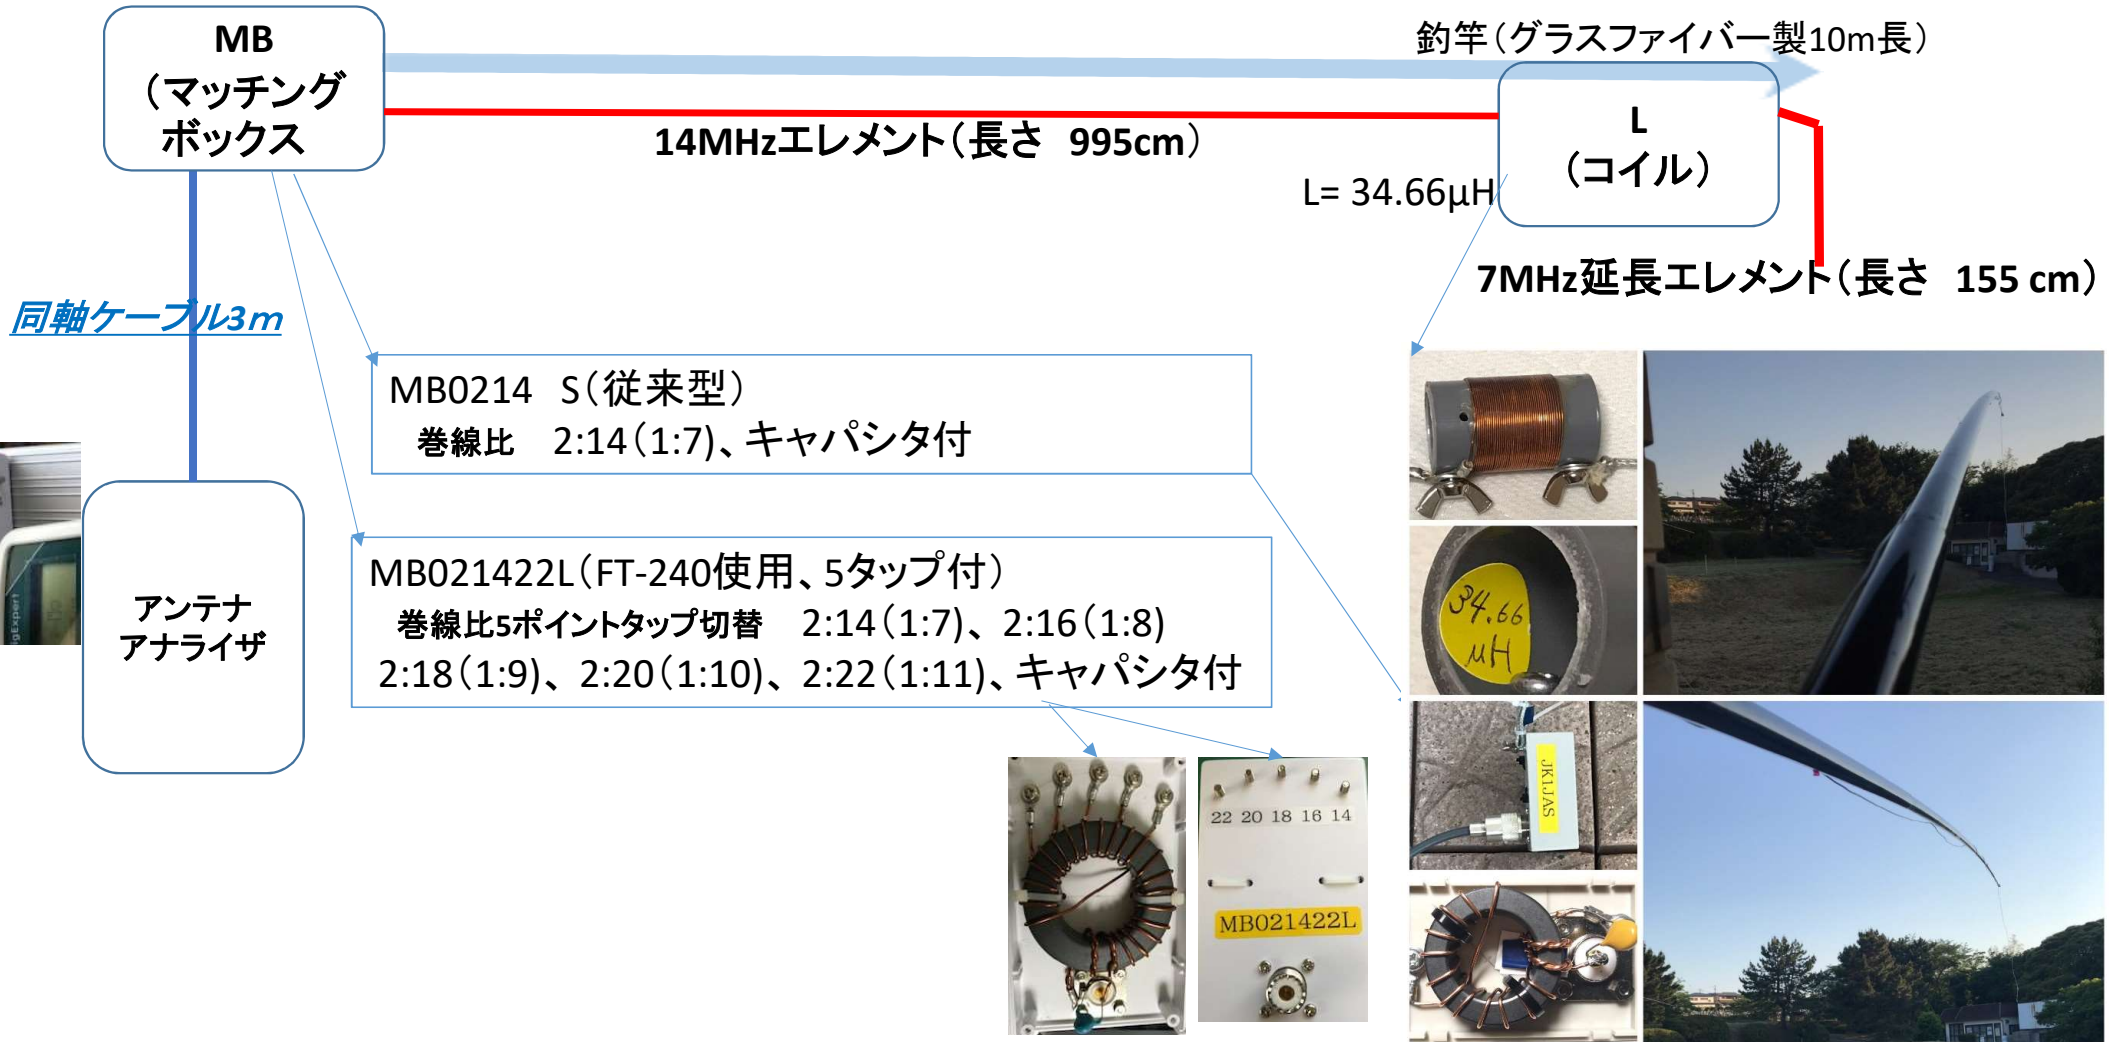 MB
（マッチング
ボックス
釣竿（グラスファイバー製10m長）
14MHzエレメント（長さ　995cm）
L
（コイル）
L= 34.66μH
7MHz延長エレメント（長さ　155 cm）
同軸ケーブル3ｍ
MB0214　S（従来型）
巻線比　2:14（1:7)、キャパシタ付
MB021422L（FT-240使用、5タップ付）
巻線比5ポイントタップ切替　2:14（1:7）、2:16（1:8)
2:18（1:9)、2:20（1:10)、2:22（1:11)、キャパシタ付
アンテナ
アナライザ
igExpert
34.66
μH
JK1JAS
22 20 18 16 14
MB021422L